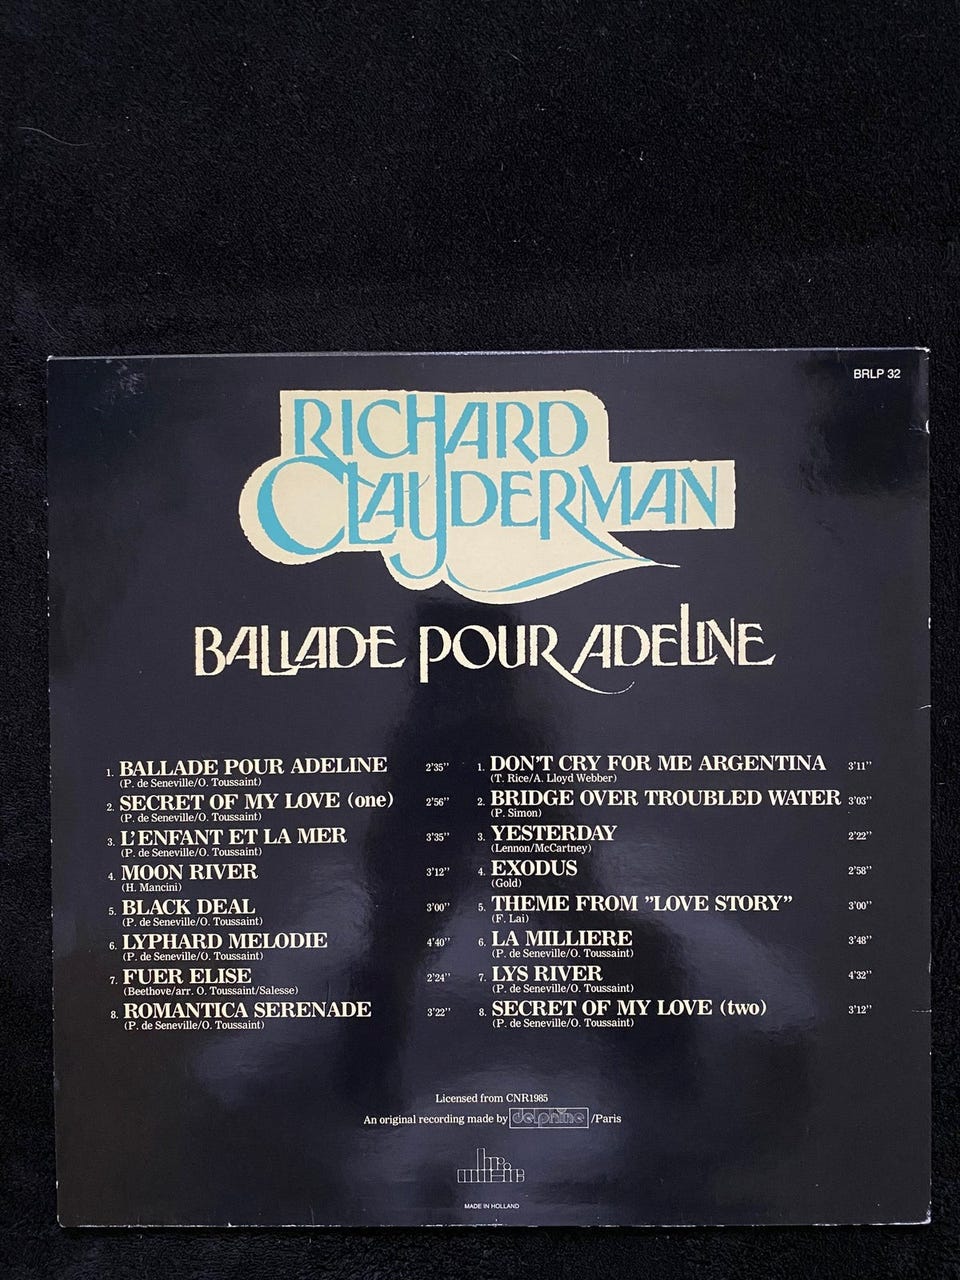 BRLP 32
RICHARD
CLAYDERMAN
BALLADE POUR ADELINE
1. BALLADE POUR ADELINE 2'35"
(P. de Seneville/O. Toussaint)
2. SECRET OF MY LOVE (one) 2'56"
(P. de Seneville/O. Toussaint)
3. L'ENFANT ET LA MER 3'35"
(P. de Seneville/O. Toussaint)
4. MOON RIVER 3'12"
(H. Mancini)
5. BLACK DEAL 3'00"
(P. de Seneville/O. Toussaint)
6. LYPHARD MELODIE 4'40"
(P. de Seneville/O. Toussaint)
7. FUER ELISE 2'24"
(Beethove/arr. O. Toussaint/Salesse)
8. ROMANTICA SERENADE 3'22"
(P. de Seneville/O. Toussaint)
1. DON'T CRY FOR ME ARGENTINA 3'11"
(T. Rice/A. Lloyd Webber)
2. BRIDGE OVER TROUBLED WATER 3'03"
(P. Simon)
3. YESTERDAY 2'22"
(Lennon/McCartney)
4. EXODUS 2'58"
(Gold)
5. THEME FROM "LOVE STORY" 3'00"
(F. Lai)
6. LA MILLIERE 3'48"
(P. de Seneville/O. Toussaint)
7. LYS RIVER 4'32"
(P. de Seneville/O. Toussaint)
8. SECRET OF MY LOVE (two) 3'12"
(P. de Seneville/O. Toussaint)
Licensed from CNR1985
An original recording made by delphine /Paris
br. music
MADE IN HOLLAND